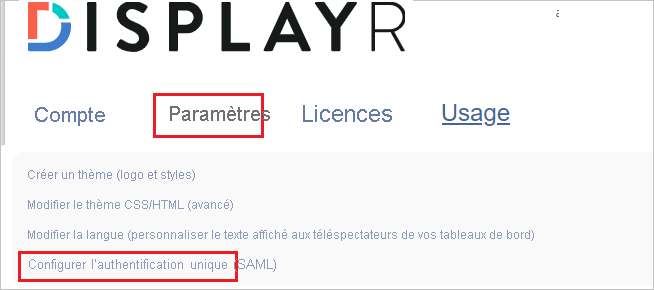 DISPLAYR
Compte Paramètres Licences Usage
Créer un thème (logo et styles)
Modifier le thème CSS/HTML (avancé)
Modifier la langue (personnaliser le texte affiché aux téléspectateurs de vos tableaux de bord)
Configurer l'authentification unique (SAML)